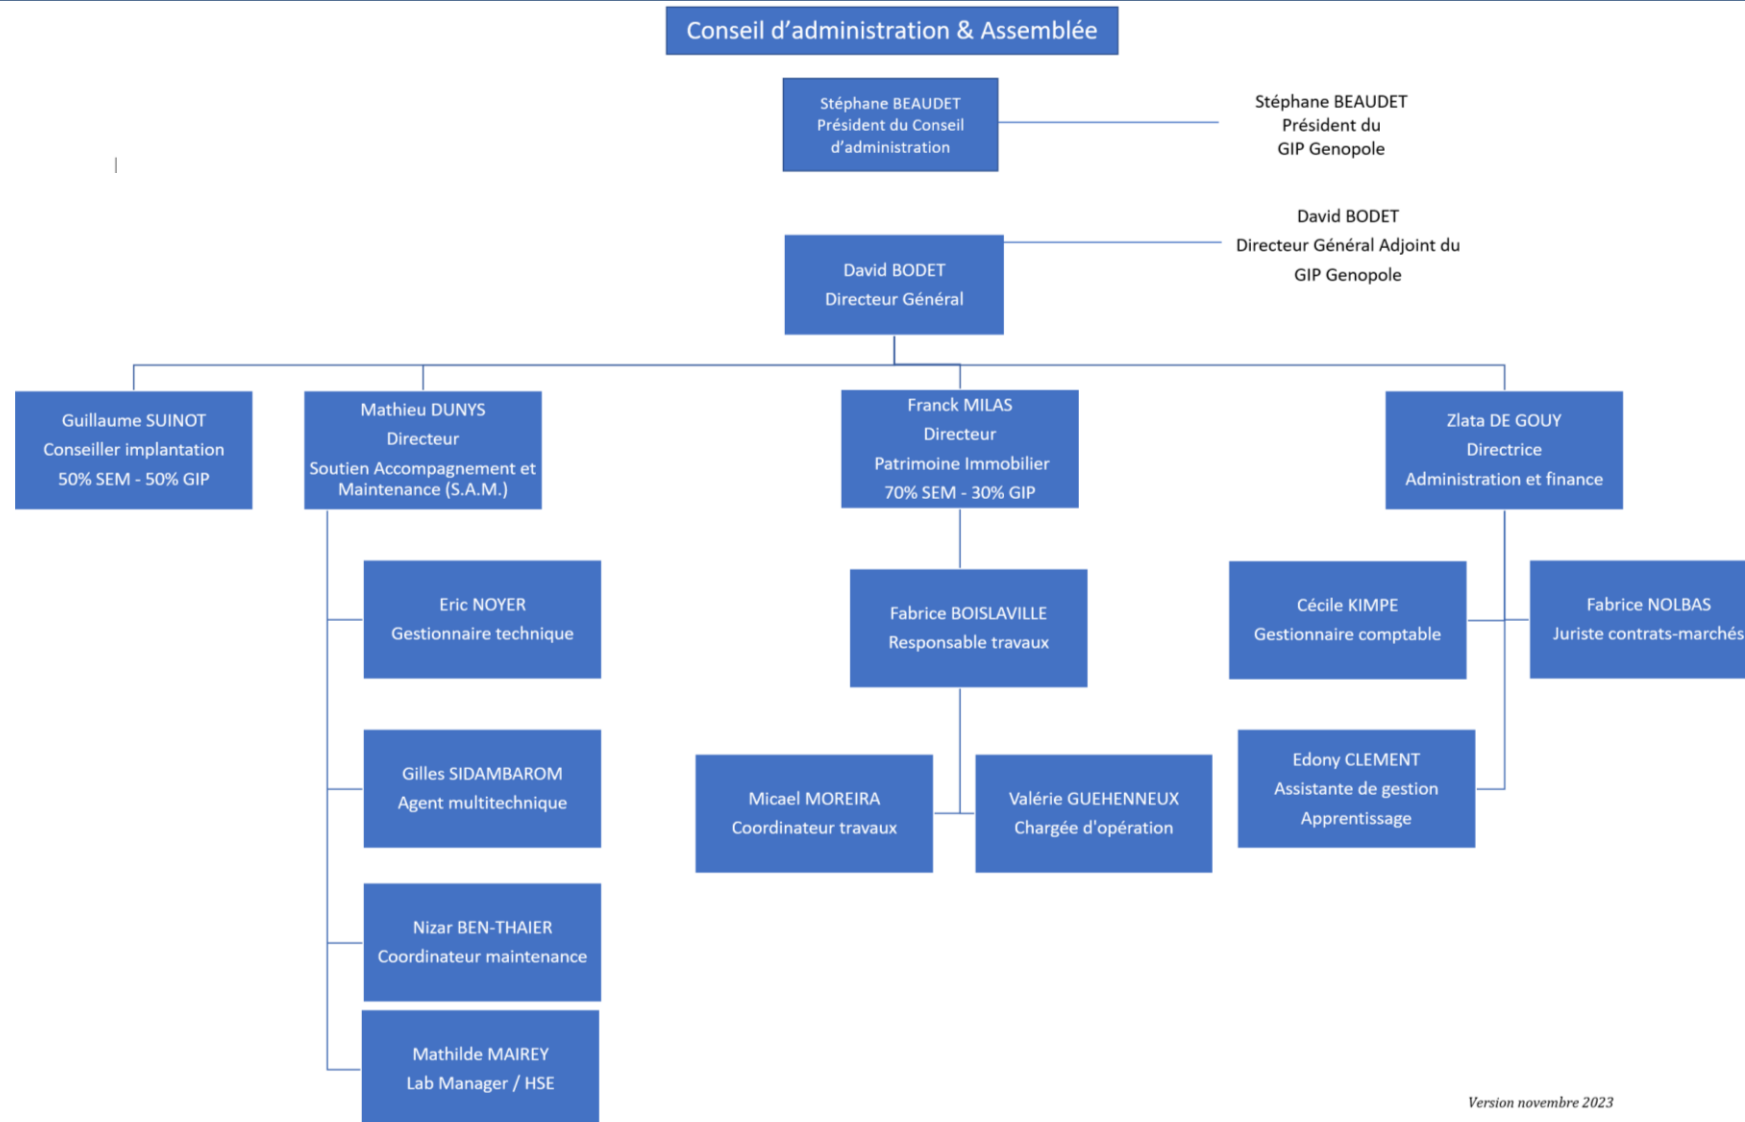 Conseil d’administration & Assemblée
Stéphane BEAUDET
Président du Conseil
d’administration
Stéphane BEAUDET
Président du
GIP Genopole
David BODET
Directeur Général
David BODET
Directeur Général Adjoint du
GIP Genopole
Guillaume SUINOT
Conseiller implantation
50% SEM - 50% GIP
Mathieu DUNYS
Directeur
Soutien Accompagnement et
Maintenance (S.A.M.)
Franck MILAS
Directeur
Patrimoine Immobilier
70% SEM - 30% GIP
Zlata DE GOUY
Directrice
Administration et finance
Eric NOYER
Gestionnaire technique
Gilles SIDAMBAROM
Agent multitechnique
Nizar BEN-THAIER
Coordinateur maintenance
Mathilde MAIREY
Lab Manager / HSE
Fabrice BOISLAVILLE
Responsable travaux
Micael MOREIRA
Coordinateur travaux
Valérie GUEHENNEUX
Chargée d'opération
Cécile KIMPE
Gestionnaire comptable
Fabrice NOLBAS
Juriste contrats-marchés
Edony CLEMENT
Assistante de gestion
Apprentissage
Version novembre 2023